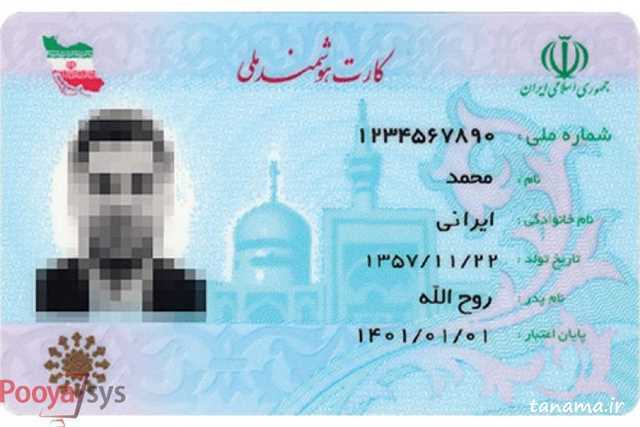 کارت هوشمند ملی
جمهوری اسلامی ایران
شماره ملی: ۱۲۳۴۵۶۷۸۹۰
نام: محمد
نام خانوادگی: ایرانی
تاریخ تولد: ۱۳۵۷/۱۱/۲۲
نام پدر: روح الله
پایان اعتبار: ۱۴۰۱/۰۱/۰۱
Pooyasys
tanama.ir